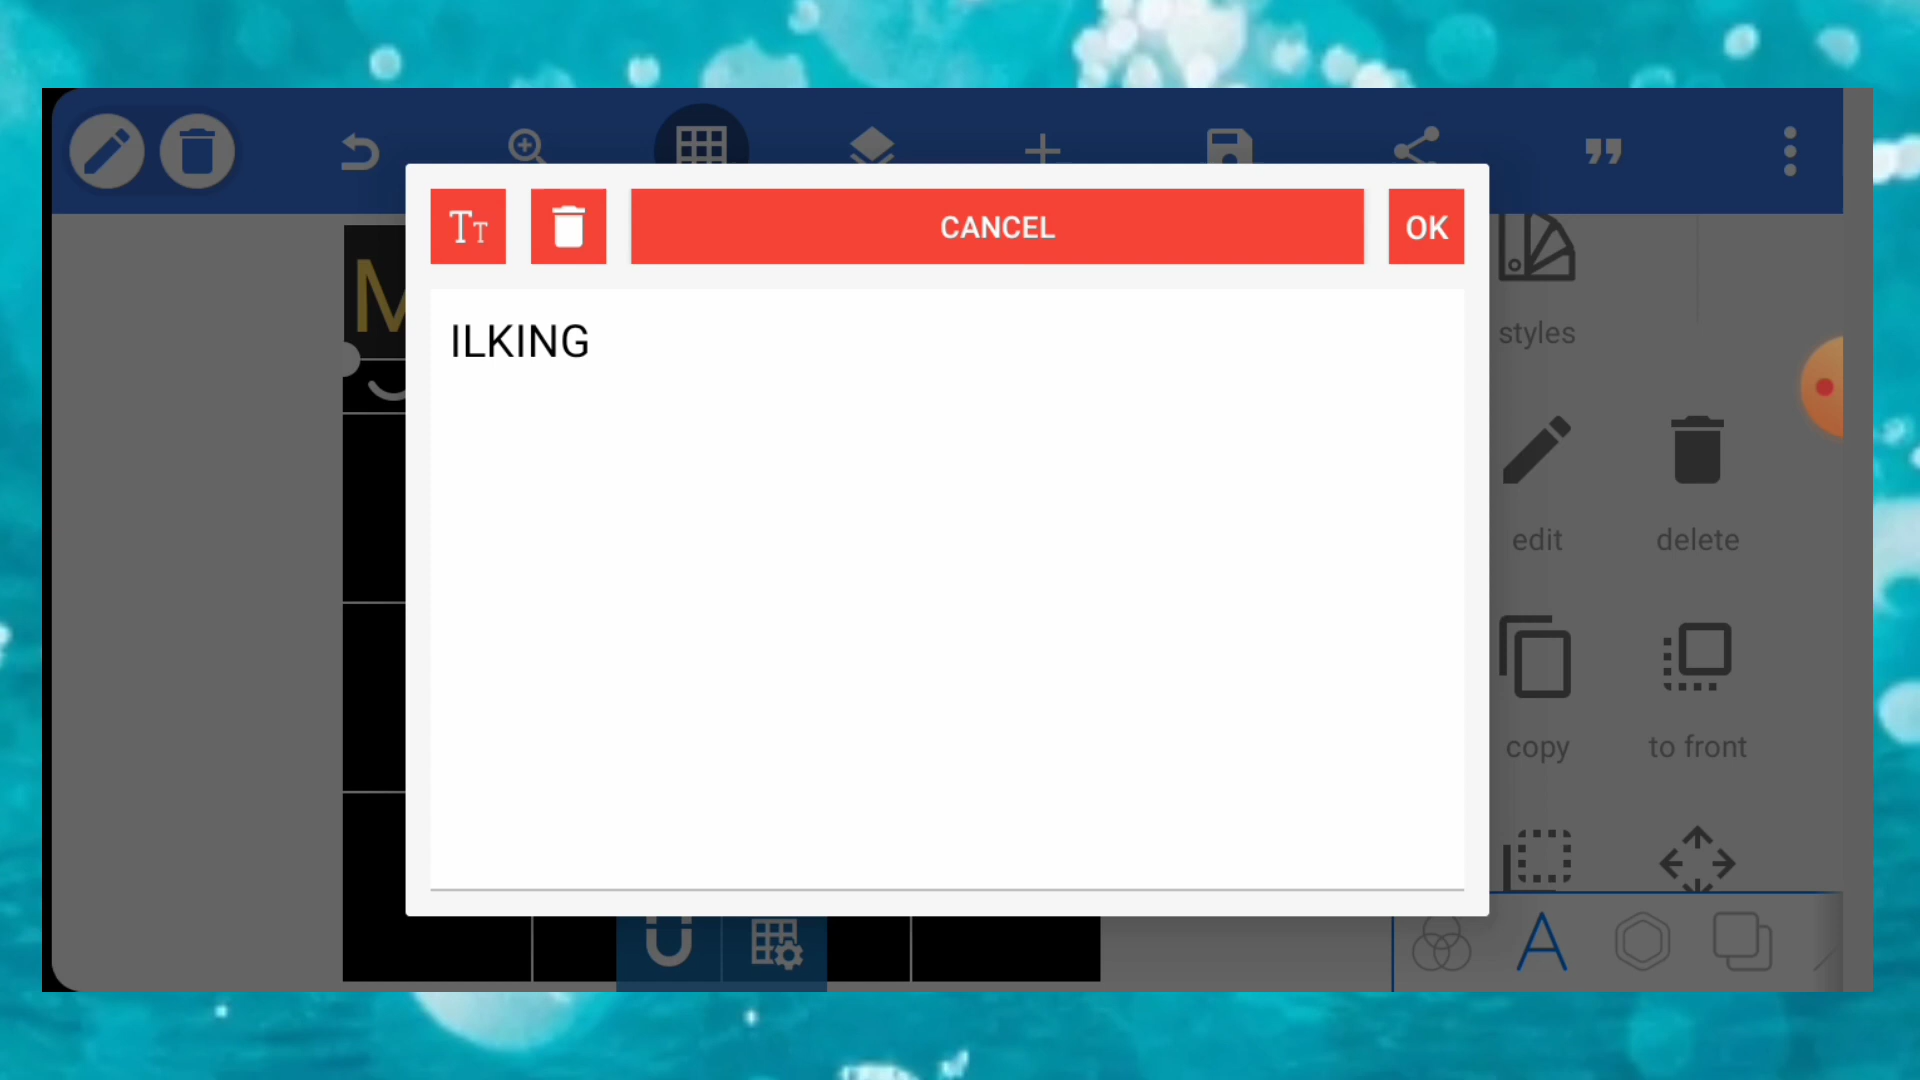 CANCEL
OK
M
ILKING
styles
edit
delete
copy
to front